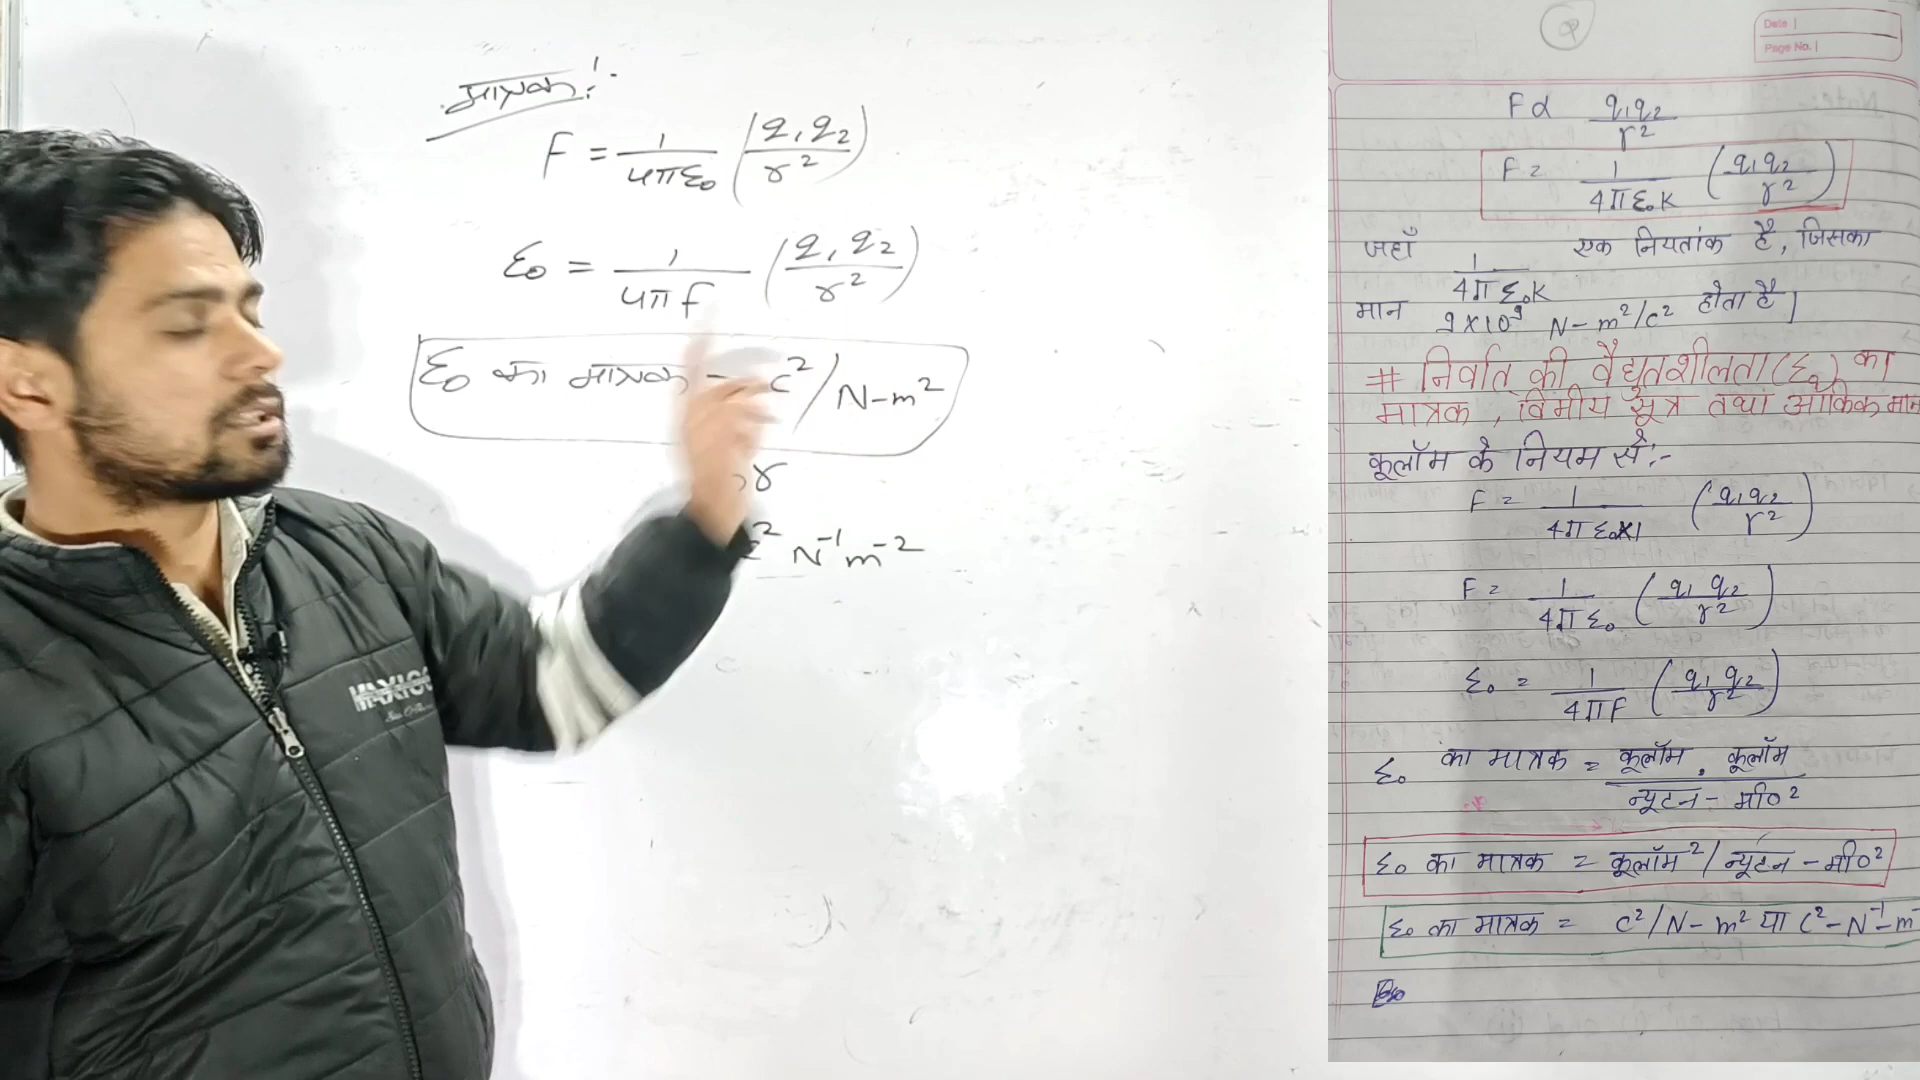 मात्रक:-
F = 1/4πε₀ (q₁q₂/r²)
ε₀ = 1/4πF (q₁q₂/r²)
ε₀ का मात्रक - c²/N-m²
r
c² N⁻¹m⁻²
MAXIOC
Date |
Page No. |
F α q₁q₂/r²
F = 1/4πε₀K (q₁q₂/r²)
जहाँ 1/4πε₀K एक नियतांक है, जिसका
मान 9×10⁹ N-m²/c² होता है|
# निर्वात् की वैद्युतशीलता(ε₀) का
मात्रक, विमीय सूत्र तथा आंकिक मान
कूलॉम के नियम से:-
F = 1/4πε₀×1 (q₁q₂/r²)
F = 1/4πε₀ (q₁q₂/r²)
ε₀ = 1/4πF (q₁q₂/r²)
ε₀ का मात्रक = कूलॉम . कूलॉम/न्यूटन-मी०²
ε₀ का मात्रक = कूलॉम²/न्यूटन-मी०²
ε₀ का मात्रक = c²/N-m² या C²-N⁻¹-m⁻